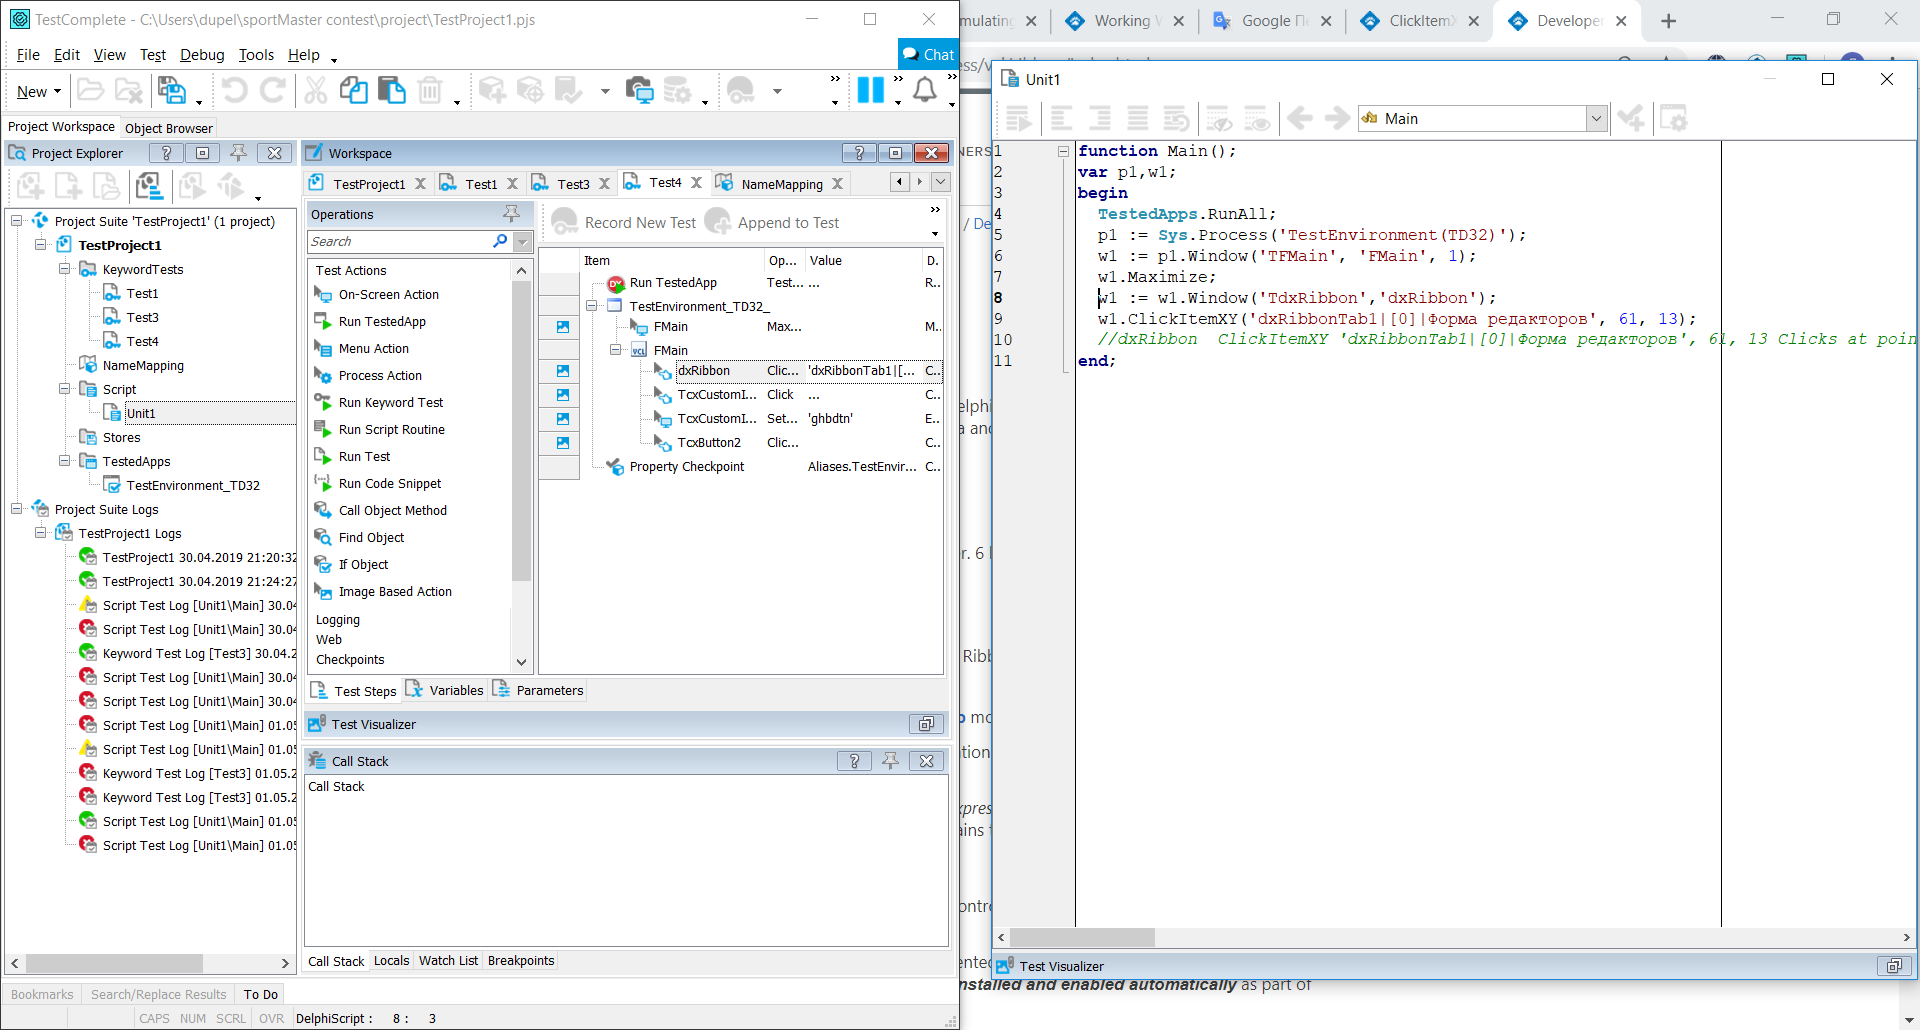 TestComplete - C:\Users\dupel\sportMaster contest\project\TestProject1.pjs
File Edit View Test Debug Tools Help
Chat
New
Project Workspace Object Browser
Project Explorer
Project Suite 'TestProject1' (1 project)
TestProject1
KeywordTests
Test1
Test3
Test4
NameMapping
Script
Unit1
Stores
TestedApps
TestEnvironment_TD32
Project Suite Logs
TestProject1 Logs
TestProject1 30.04.2019 21:20:32
TestProject1 30.04.2019 21:24:27
Script Test Log [Unit1\Main] 30.04
Script Test Log [Unit1\Main] 30.04
Keyword Test Log [Test3] 30.04.2
Script Test Log [Unit1\Main] 30.04
Script Test Log [Unit1\Main] 30.04
Script Test Log [Unit1\Main] 01.05
Script Test Log [Unit1\Main] 01.05
Keyword Test Log [Test3] 01.05.2
Keyword Test Log [Test3] 01.05.2
Script Test Log [Unit1\Main] 01.05
Script Test Log [Unit1\Main] 01.05
Workspace
TestProject1 Test1 Test3 Test4 NameMapping
Operations
Search
Test Actions
On-Screen Action
Run TestedApp
Menu Action
Process Action
Run Keyword Test
Run Script Routine
Run Test
Run Code Snippet
Call Object Method
Find Object
If Object
Image Based Action
Logging
Web
Checkpoints
Record New Test Append to Test
Item Op... Value D.
Run TestedApp Test... ... R..
TestEnvironment_TD32_
FMain Max... M..
FMain
dxRibbon Clic... 'dxRibbonTab1|[... C..
TcxCustomI... Click ... C..
TcxCustomI... Set... 'ghbdtn' E..
TcxButton2 Clic... C..
Property Checkpoint Aliases.TestEnvir... C..
Test Steps Variables Parameters
Test Visualizer
Call Stack
Call Stack
Call Stack Locals Watch List Breakpoints
Bookmarks Search/Replace Results To Do
CAPS NUM SCRL OVR DelphiScript : 8 : 3
mulating Working Google ClickItem Developer
Unit1
Main
1 function Main();
2 var p1,w1;
3 begin
4 TestedApps.RunAll;
5 p1 := Sys.Process('TestEnvironment(TD32)');
6 w1 := p1.Window('TFMain', 'FMain', 1);
7 w1.Maximize;
8 w1 := w1.Window('TdxRibbon','dxRibbon');
9 w1.ClickItemXY('dxRibbonTab1|[0]|Форма редакторов', 61, 13);
10 //dxRibbon ClickItemXY 'dxRibbonTab1|[0]|Форма редакторов', 61, 13 Clicks at poin
11 end;
Test Visualizer
NERS
/ De
elphi
a and
r. 6
Ribb
mo
tion
xpres
ains t
ontro
ented
nstalled and enabled automatically as part of